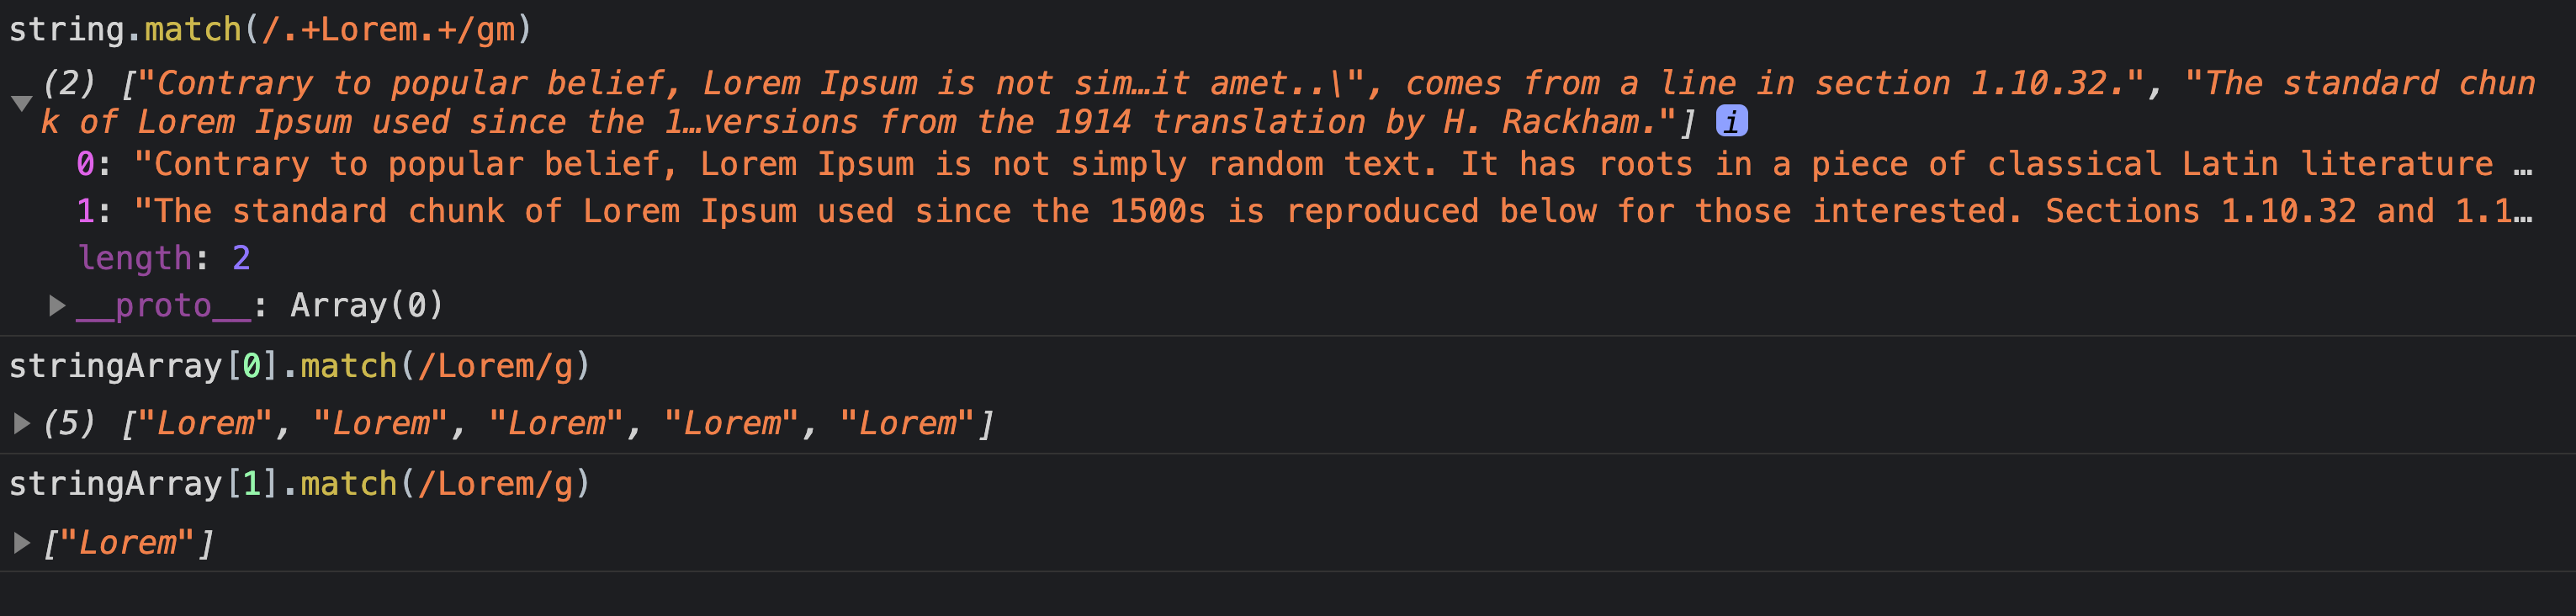 string.match(/.+Lorem.+/gm)
(2) ["Contrary to popular belief, Lorem Ipsum is not sim…it amet..\", comes from a line in section 1.10.32.", "The standard chun
k of Lorem Ipsum used since the 1…versions from the 1914 translation by H. Rackham."] i
0: "Contrary to popular belief, Lorem Ipsum is not simply random text. It has roots in a piece of classical Latin literature …
1: "The standard chunk of Lorem Ipsum used since the 1500s is reproduced below for those interested. Sections 1.10.32 and 1.1…
length: 2
__proto__: Array(0)
stringArray[0].match(/Lorem/g)
(5) ["Lorem", "Lorem", "Lorem", "Lorem", "Lorem"]
stringArray[1].match(/Lorem/g)
["Lorem"]